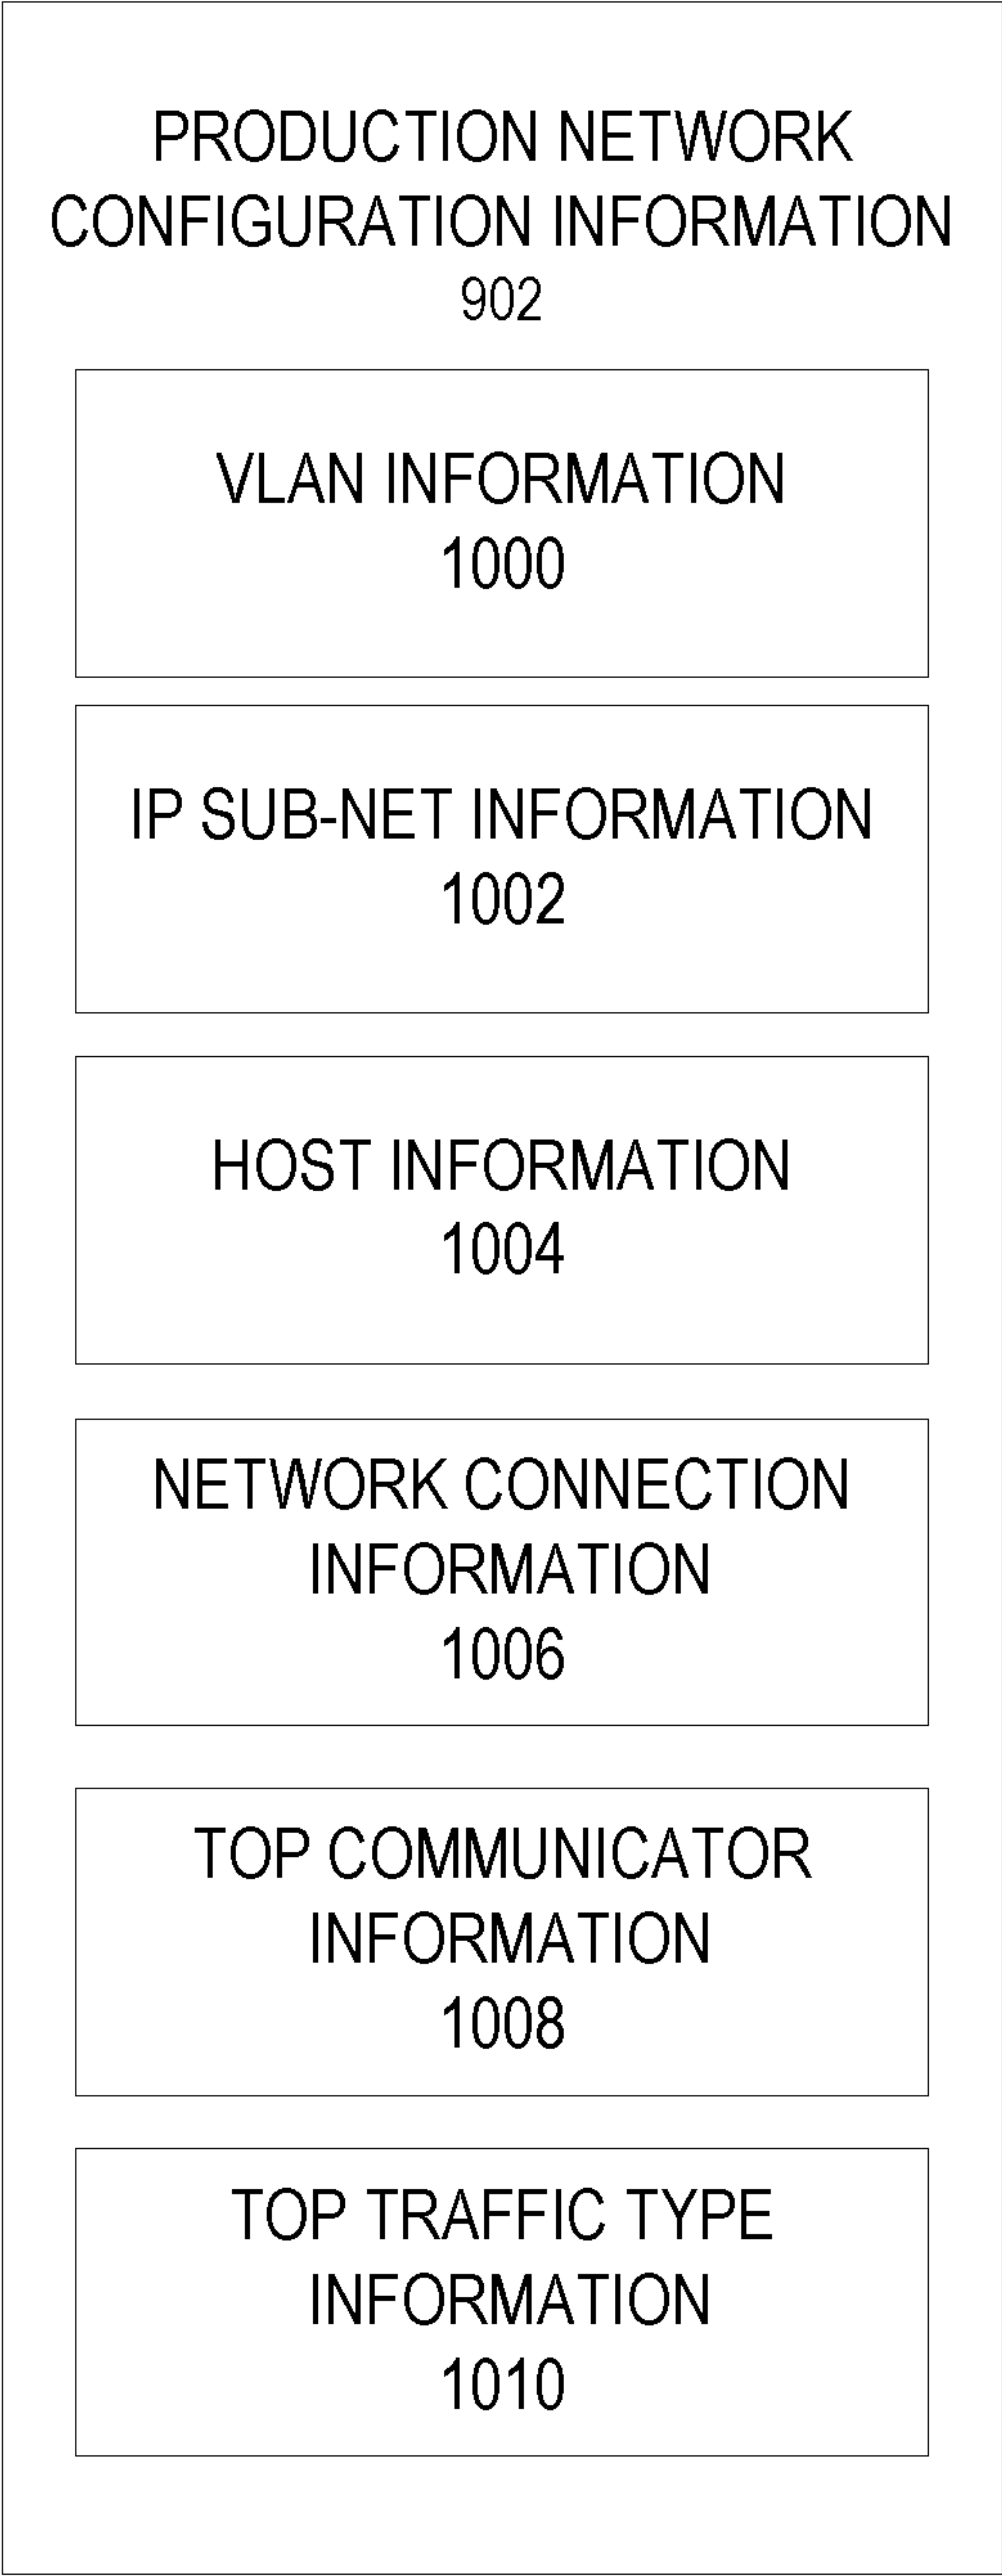 PRODUCTION NETWORK
CONFIGURATION INFORMATION
902
VLAN INFORMATION
1000
IP SUB-NET INFORMATION
1002
HOST INFORMATION
1004
NETWORK CONNECTION
INFORMATION
1006
TOP COMMUNICATOR
INFORMATION
1008
TOP TRAFFIC TYPE
INFORMATION
1010